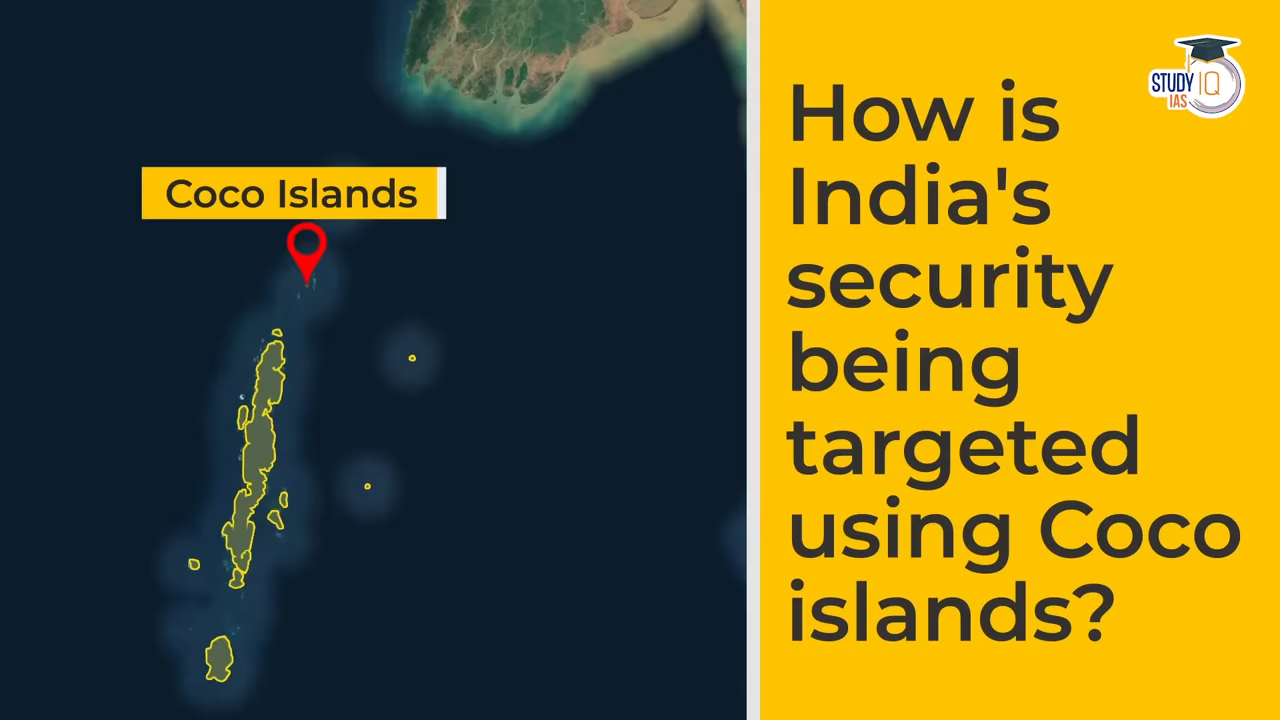 Coco Islands
How is
India's
security
being
targeted
using Coco
islands?
STUDY IQ
IAS